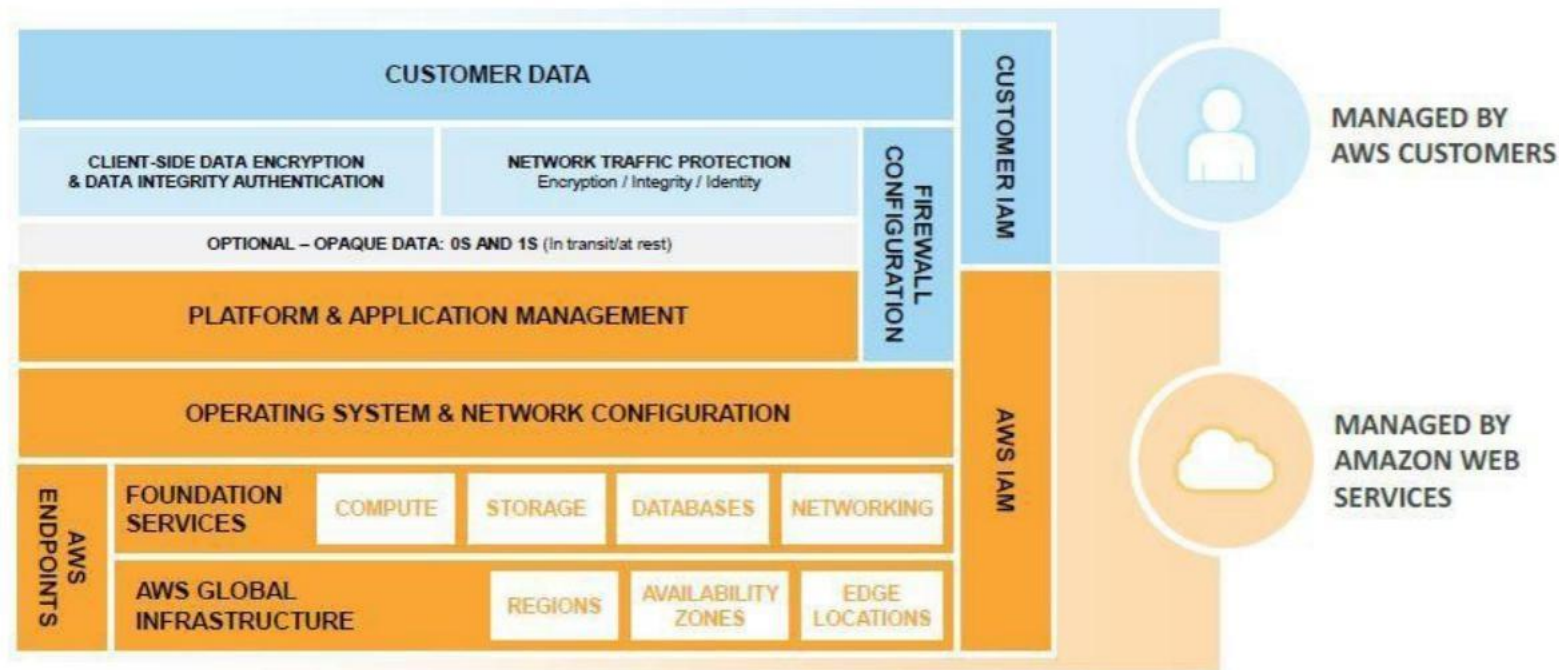 CUSTOMER DATA
CUSTOMER IAM
CLIENT-SIDE DATA ENCRYPTION
& DATA INTEGRITY AUTHENTICATION
NETWORK TRAFFIC PROTECTION
Encryption / Integrity / Identity
FIREWALL
CONFIGURATION
OPTIONAL – OPAQUE DATA: 0S AND 1S (In transit/at rest)
MANAGED BY
AWS CUSTOMERS
PLATFORM & APPLICATION MANAGEMENT
OPERATING SYSTEM & NETWORK CONFIGURATION
AWS IAM
AWS
ENDPOINTS
FOUNDATION
SERVICES
COMPUTE
STORAGE
DATABASES
NETWORKING
AWS GLOBAL
INFRASTRUCTURE
REGIONS
AVAILABILITY
ZONES
EDGE
LOCATIONS
MANAGED BY
AMAZON WEB
SERVICES